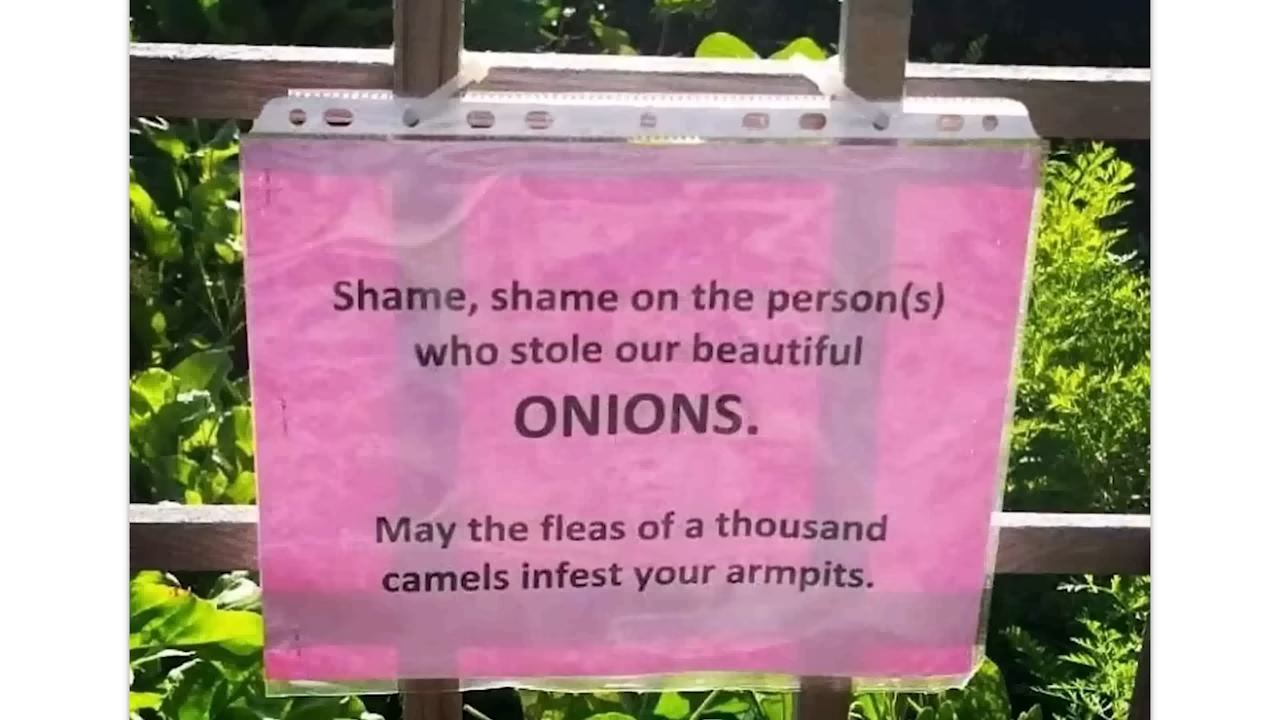 Shame, shame on the person(s)
who stole our beautiful
ONIONS.
May the fleas of a thousand
camels infest your armpits.